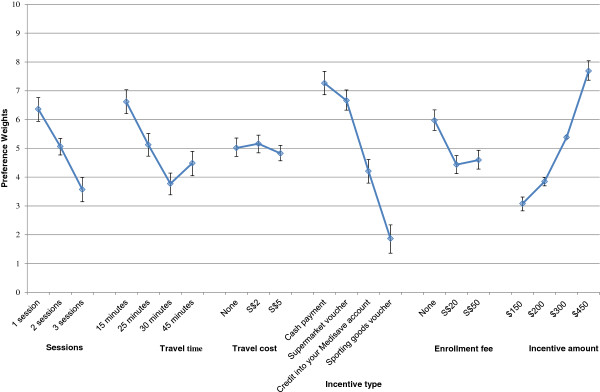 10
9
8
7
6
5
4
3
2
1
0
Preference Weights
1 session
2 sessions
3 sessions
15 minutes
25 minutes
30 minutes
45 minutes
None
S$2
S$5
Cash payment
Supermarket voucher
Credit into your Medisave account
Sporting goods voucher
None
S$20
S$50
$150
$200
$300
$450
Sessions
Travel time
Travel cost
Incentive type
Enrollment fee
Incentive amount